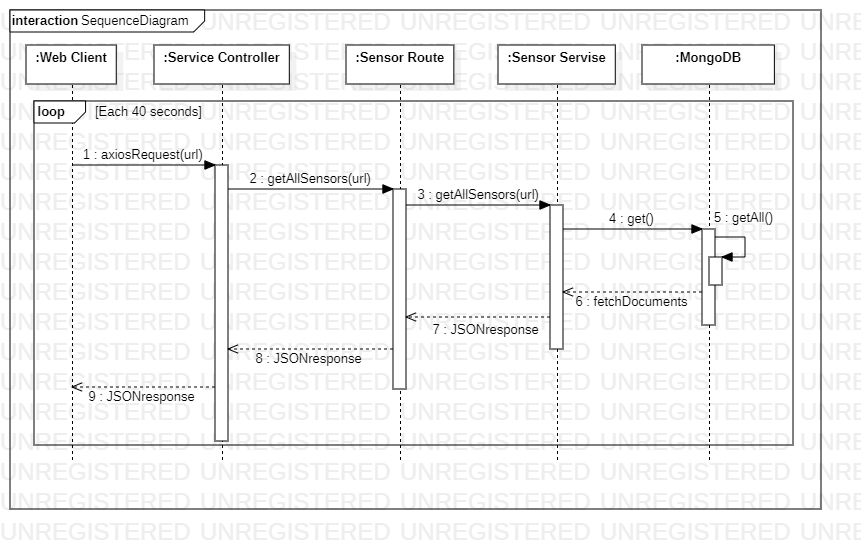 interaction SequenceDiagram
:Web Client
:Service Controller
:Sensor Route
:Sensor Servise
:MongoDB
loop
[Each 40 seconds]
1 : axiosRequest(url)
2 : getAllSensors(url)
3 : getAllSensors(url)
4 : get()
5 : getAll()
6 : fetchDocuments
7 : JSONresponse
8 : JSONresponse
9 : JSONresponse
UNREGISTERED UNREGISTERED UNREGISTERED UNREGISTERED